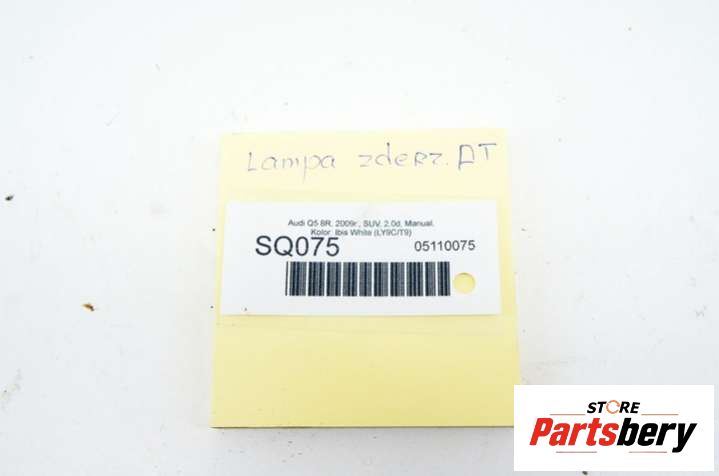 Lampa zderz. DT
Audi Q5 8R, 2009r., SUV, 2.0d, Manual,
Kolor: Ibis White (LY9C/T9)
SQ075 05110075
STORE
Partsbery